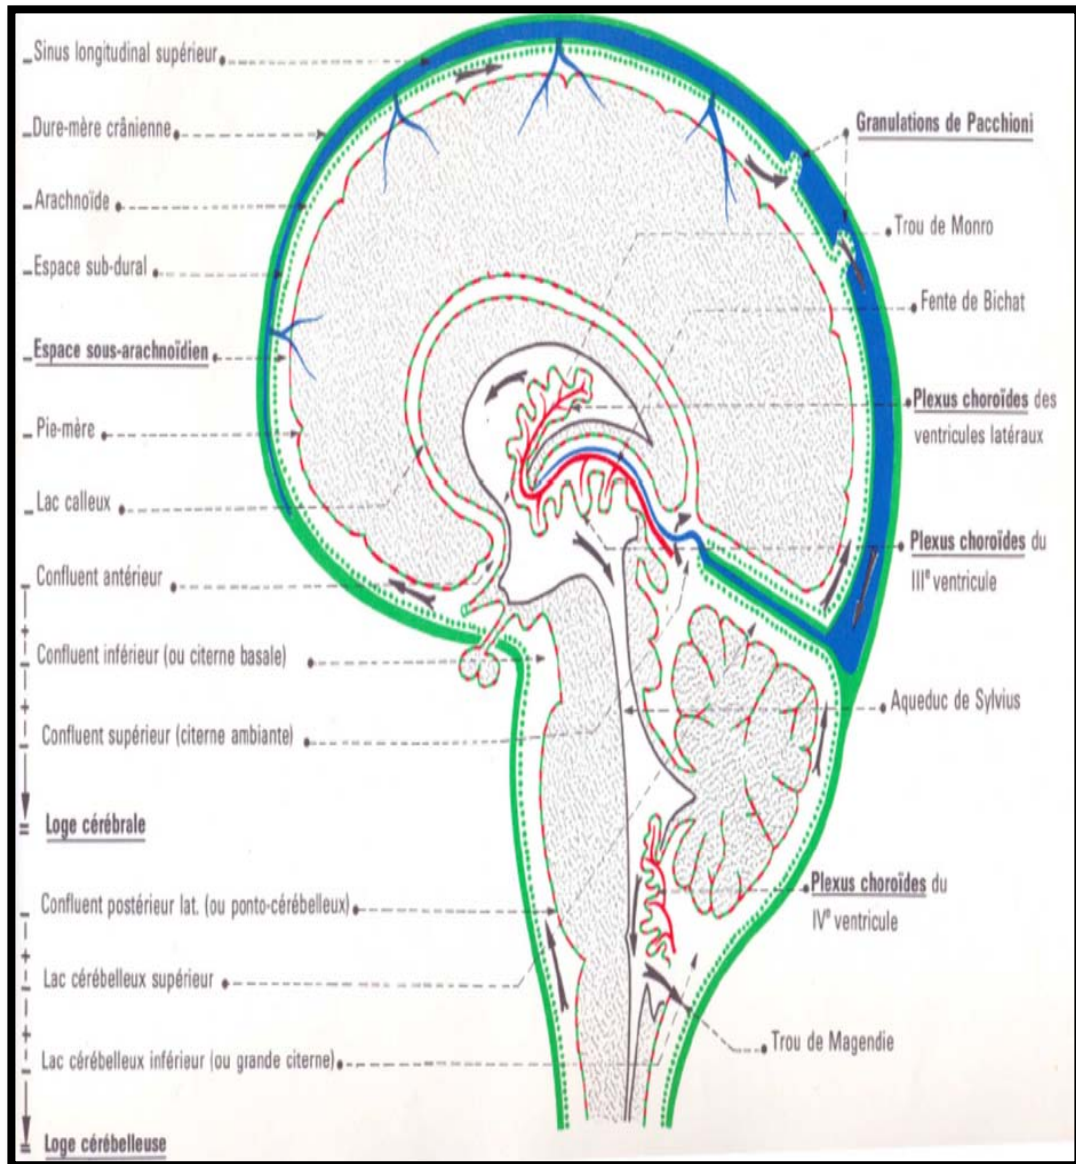 Sinus longitudinal supérieur
Dure-mère crânienne
Arachnoïde
Espace sub-dural
Espace sous-arachnoïdien
Pie-mère
Lac calleux
Confluent antérieur
+
Confluent inférieur (ou citerne basale)
+
Confluent supérieur (citerne ambiante)
= Loge cérébrale
Confluent postérieur lat. (ou ponto-cérébelleux)
+
Lac cérébelleux supérieur
+
Lac cérébelleux inférieur (ou grande citerne)
= Loge cérébelleuse
Granulations de Pacchioni
Trou de Monro
Fente de Bichat
Plexus choroïdes des
ventricules latéraux
Plexus choroïdes du
IIIe ventricule
Aqueduc de Sylvius
Plexus choroïdes du
IVe ventricule
Trou de Magendie